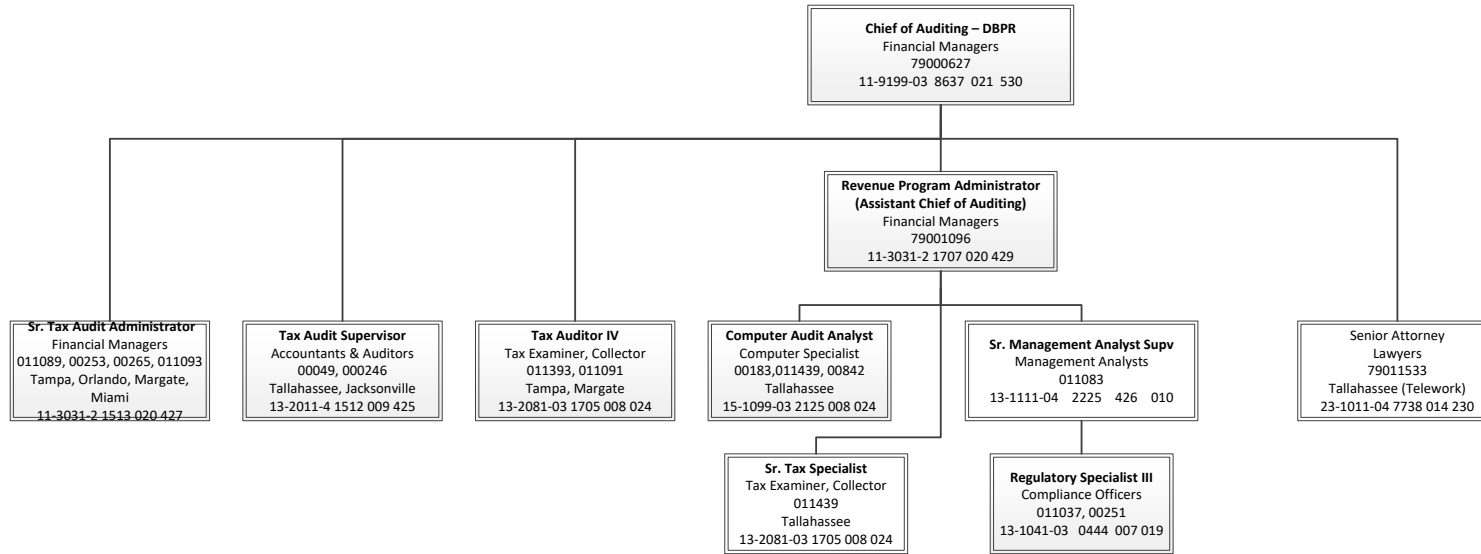 Chief of Auditing – DBPR
Financial Managers
79000627
11-9199-03 8637 021 530
Revenue Program Administrator
(Assistant Chief of Auditing)
Financial Managers
79001096
11-3031-2 1707 020 429
Sr. Tax Audit Administrator
Financial Managers
011089, 00253, 00265, 011093
Tampa, Orlando, Margate,
Miami
11-3031-2 1513 020 427
Tax Audit Supervisor
Accountants & Auditors
00049, 000246
Tallahassee, Jacksonville
13-2011-4 1512 009 425
Tax Auditor IV
Tax Examiner, Collector
011393, 011091
Tampa, Margate
13-2081-03 1705 008 024
Computer Audit Analyst
Computer Specialist
00183,011439, 00842
Tallahassee
15-1099-03 2125 008 024
Sr. Management Analyst Supv
Management Analysts
011083
13-1111-04 2225 426 010
Senior Attorney
Lawyers
79011533
Tallahassee (Telework)
23-1011-04 7738 014 230
Sr. Tax Specialist
Tax Examiner, Collector
011439
Tallahassee
13-2081-03 1705 008 024
Regulatory Specialist III
Compliance Officers
011037, 00251
13-1041-03 0444 007 019